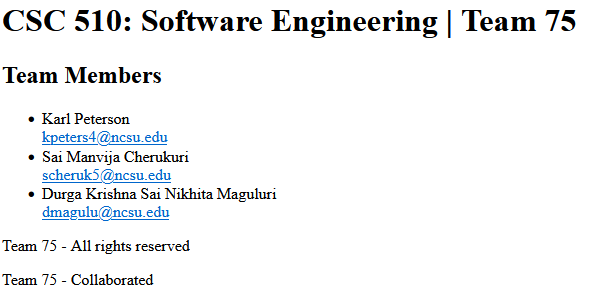 CSC 510: Software Engineering | Team 75
Team Members
• Karl Peterson
kpeters4@ncsu.edu
• Sai Manvija Cherukuri
scheruk5@ncsu.edu
• Durga Krishna Sai Nikhita Maguluri
dmagulu@ncsu.edu
Team 75 - All rights reserved
Team 75 - Collaborated